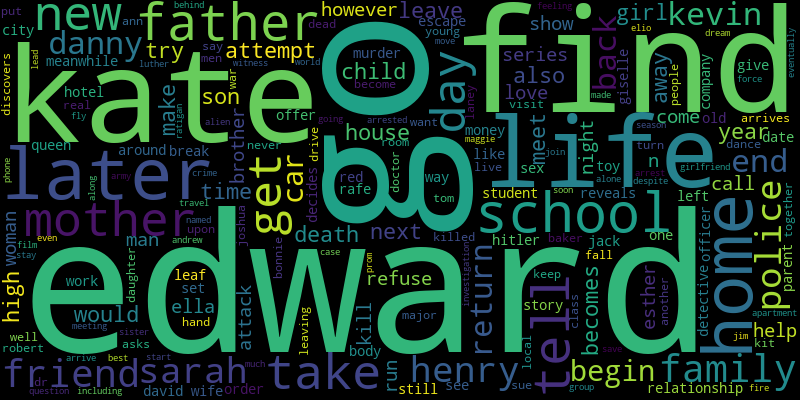 put
behind
ann
new
father
however
leave
girl
kevin
city
danny
meanwhile
say
men
dead
escape
young
move
show
feeling
elio
dream
discovers
lead
luther
try
attempt
murder
child
become
series
also
love
back
away
people
company
give
force
eventually
kate
go
find
hotel
real
fly
make
ratigan
son
war
witness
world
offer
day
laney
made
visit
giselle
come
old
arrives
queen
around
break
alien
brother
never
going
drive
arrested
want
house
room
money
maggie
like
live
life
meet
join
night
season
turn
year
date
dance
phone
along
later
army
crime
time
get
car
decides
red
rafe
doctor
way
tom
sex
toy
n
alone
despite
arrest
girlfriend
end
travel
named
mother
upon
joshua
student
soon
reveals
left
call
parent
together
woman
man
andrew
death
next
killed
school
hitler
baker
jack
one
officer
home
police
film
stay
even
daughter
bonnie
case
prom
refuse
investigation
return
keep
fall
detective
apartment
high
edward
work
leaf
set
hand
ella
would
attack
leaving
kill
major
story
class
local
becomes
esther
another
save
jim
help
kit
well
robert
meeting
sister
asks
body
run
tell
friend
sarah
take
henry
begin
family
arrive
best
start
much
still
see
sue
group
relationship
fire
dr
question
including
david
wife
order